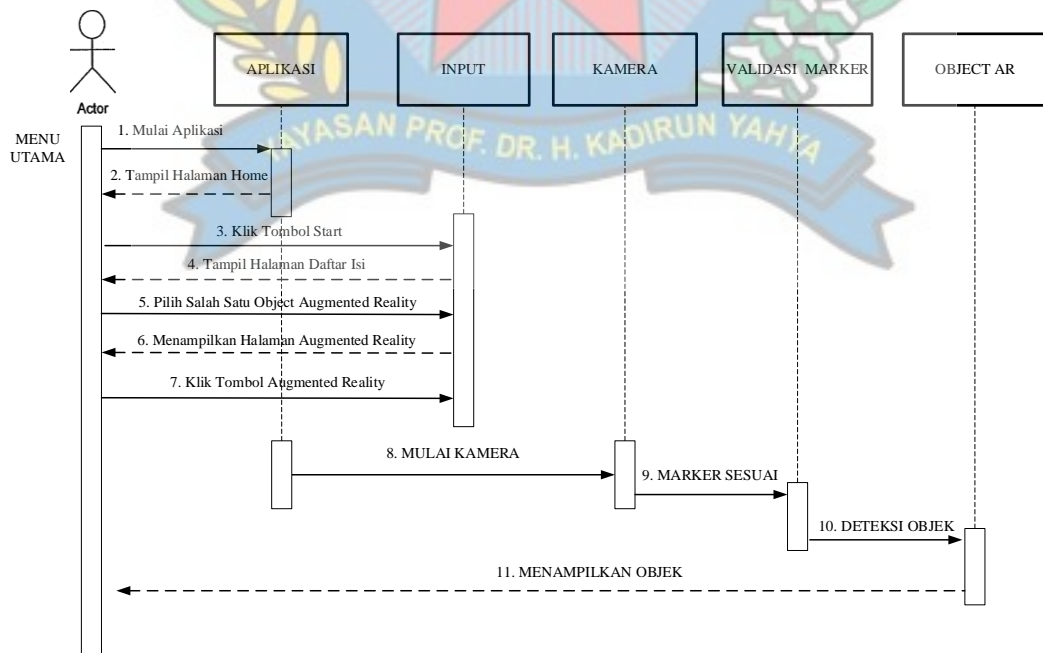 APLIKASI
INPUT
KAMERA
VALIDASI MARKER
OBJECT AR
Actor
MENU
UTAMA
YAYASAN PROF. DR. H. KADIRUN YAHYA
1. Mulai Aplikasi
2. Tampil Halaman Home
3. Klik Tombol Start
4. Tampil Halaman Daftar Isi
5. Pilih Salah Satu Object Augmented Reality
6. Menampilkan Halaman Augmented Reality
7. Klik Tombol Augmented Reality
8. MULAI KAMERA
9. MARKER SESUAI
10. DETEKSI OBJEK
11. MENAMPILKAN OBJEK